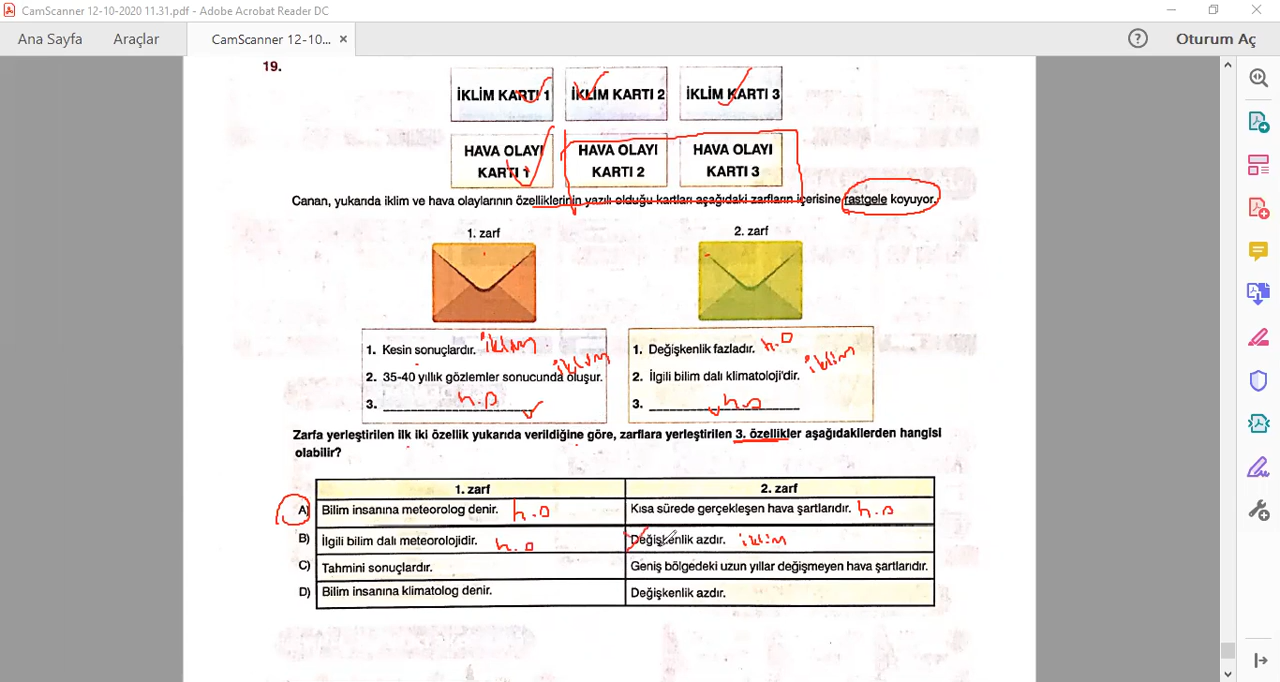 CamScanner 12-10-2020 11.31.pdf - Adobe Acrobat Reader DC
Ana Sayfa Araçlar CamScanner 12-10... × ? Oturum Aç
19.
İKLİM KARTI 1 İKLİM KARTI 2 İKLİM KARTI 3
HAVA OLAYI HAVA OLAYI HAVA OLAYI
KARTI 1 KARTI 2 KARTI 3
Canan, yukarıda iklim ve hava olaylarının özelliklerinin yazılı olduğu kartları aşağıdaki zarfların içerisine rastgele koyuyor.
1. zarf 2. zarf
1. Kesin sonuçlardır. iklim
2. 35-40 yıllık gözlemler sonucunda oluşur. iklim
3. h.o
1. Değişkenlik fazladır. h.o
2. İlgili bilim dalı klimatoloji'dir. iklim
3. h.o
Zarfa yerleştirilen ilk iki özellik yukarıda verildiğine göre, zarflara yerleştirilen 3. özellikler aşağıdakilerden hangisi
olabilir?
1. zarf 2. zarf
A) Bilim insanına meteorolog denir. h.o Kısa sürede gerçekleşen hava şartlarıdır. h.o
B) İlgili bilim dalı meteorolojidir. h.o Değişkenlik azdır. iklim
C) Tahmini sonuçlardır. Geniş bölgedeki uzun yıllar değişmeyen hava şartlarıdır.
D) Bilim insanına klimatolog denir. Değişkenlik azdır.